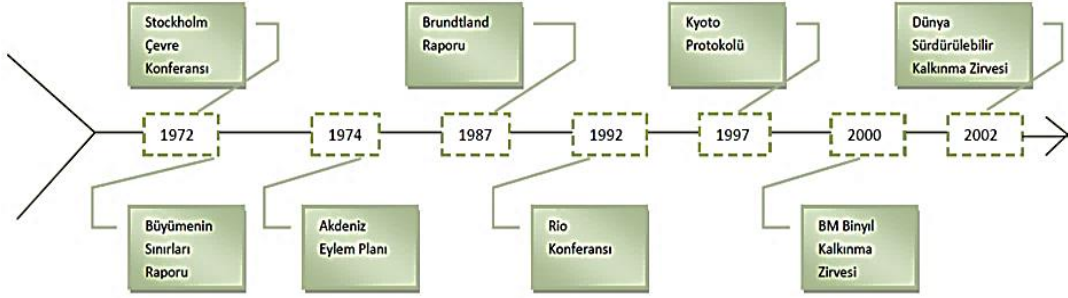 Stockholm
Çevre
Konferansı
Brundtland
Raporu
Kyoto
Protokolü
Dünya
Sürdürülebilir
Kalkınma Zirvesi
1972
1974
1987
1992
1997
2000
2002
Büyümenin
Sınırları
Raporu
Akdeniz
Eylem Planı
Rio
Konferansı
BM Binyıl
Kalkınma
Zirvesi